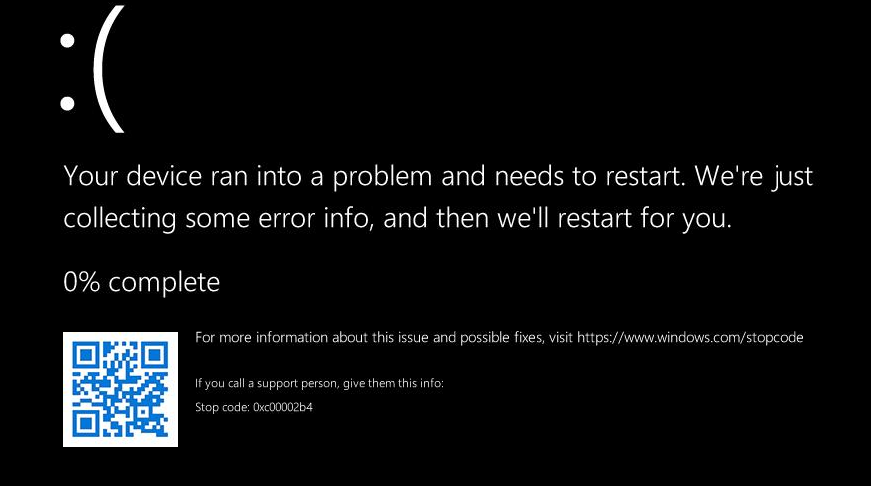 :(
Your device ran into a problem and needs to restart. We're just
collecting some error info, and then we'll restart for you.
0% complete
For more information about this issue and possible fixes, visit https://www.windows.com/stopcode
If you call a support person, give them this info:
Stop code: 0xc00002b4